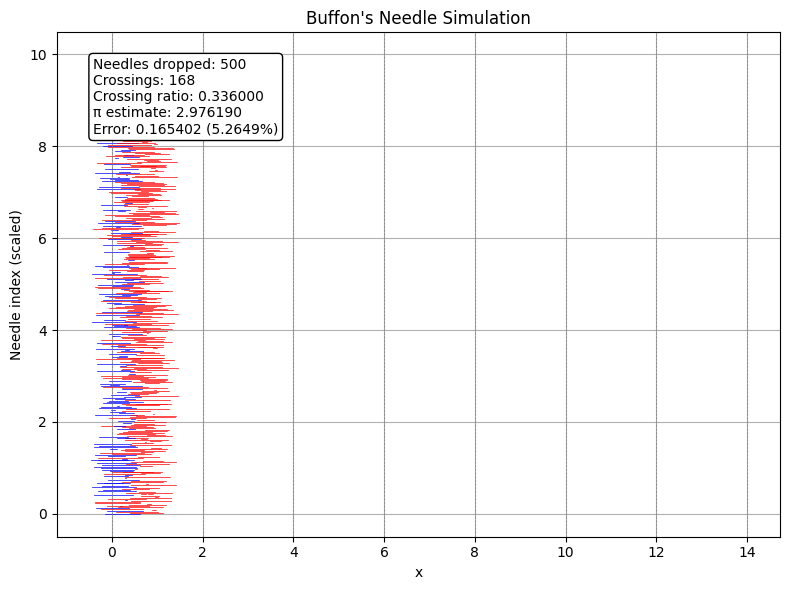 Buffon's Needle Simulation
10
Needles dropped: 500
Crossings: 168
Crossing ratio: 0.336000
π estimate: 2.976190
Error: 0.165402 (5.2649%)
8
6
Needle index (scaled)
4
2
0
0 2 4 6 8 10 12 14
x